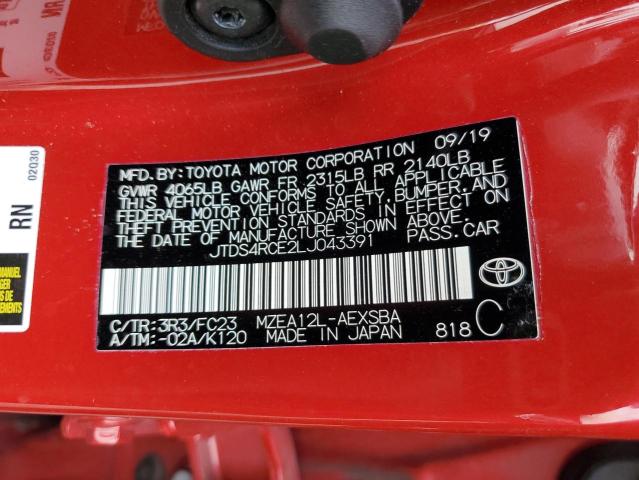 MFD. BY: TOYOTA MOTOR CORPORATION 09/19
GVWR 4065LB GAWR FR 2315LB RR 2140LB
THIS VEHICLE CONFORMS TO ALL APPLICABLE
FEDERAL MOTOR VEHICLE SAFETY, BUMPER, AND
THEFT PREVENTION STANDARDS IN EFFECT ON
THE DATE OF MANUFACTURE SHOWN ABOVE.
JTDS4RCE2LJ043391 PASS. CAR
C/TR: 3R3/FC23 MZEA12L-AEXSBA
A/TM: -02A/K120 MADE IN JAPAN 818 C
TOYOTA
RN
02030
MANUEL